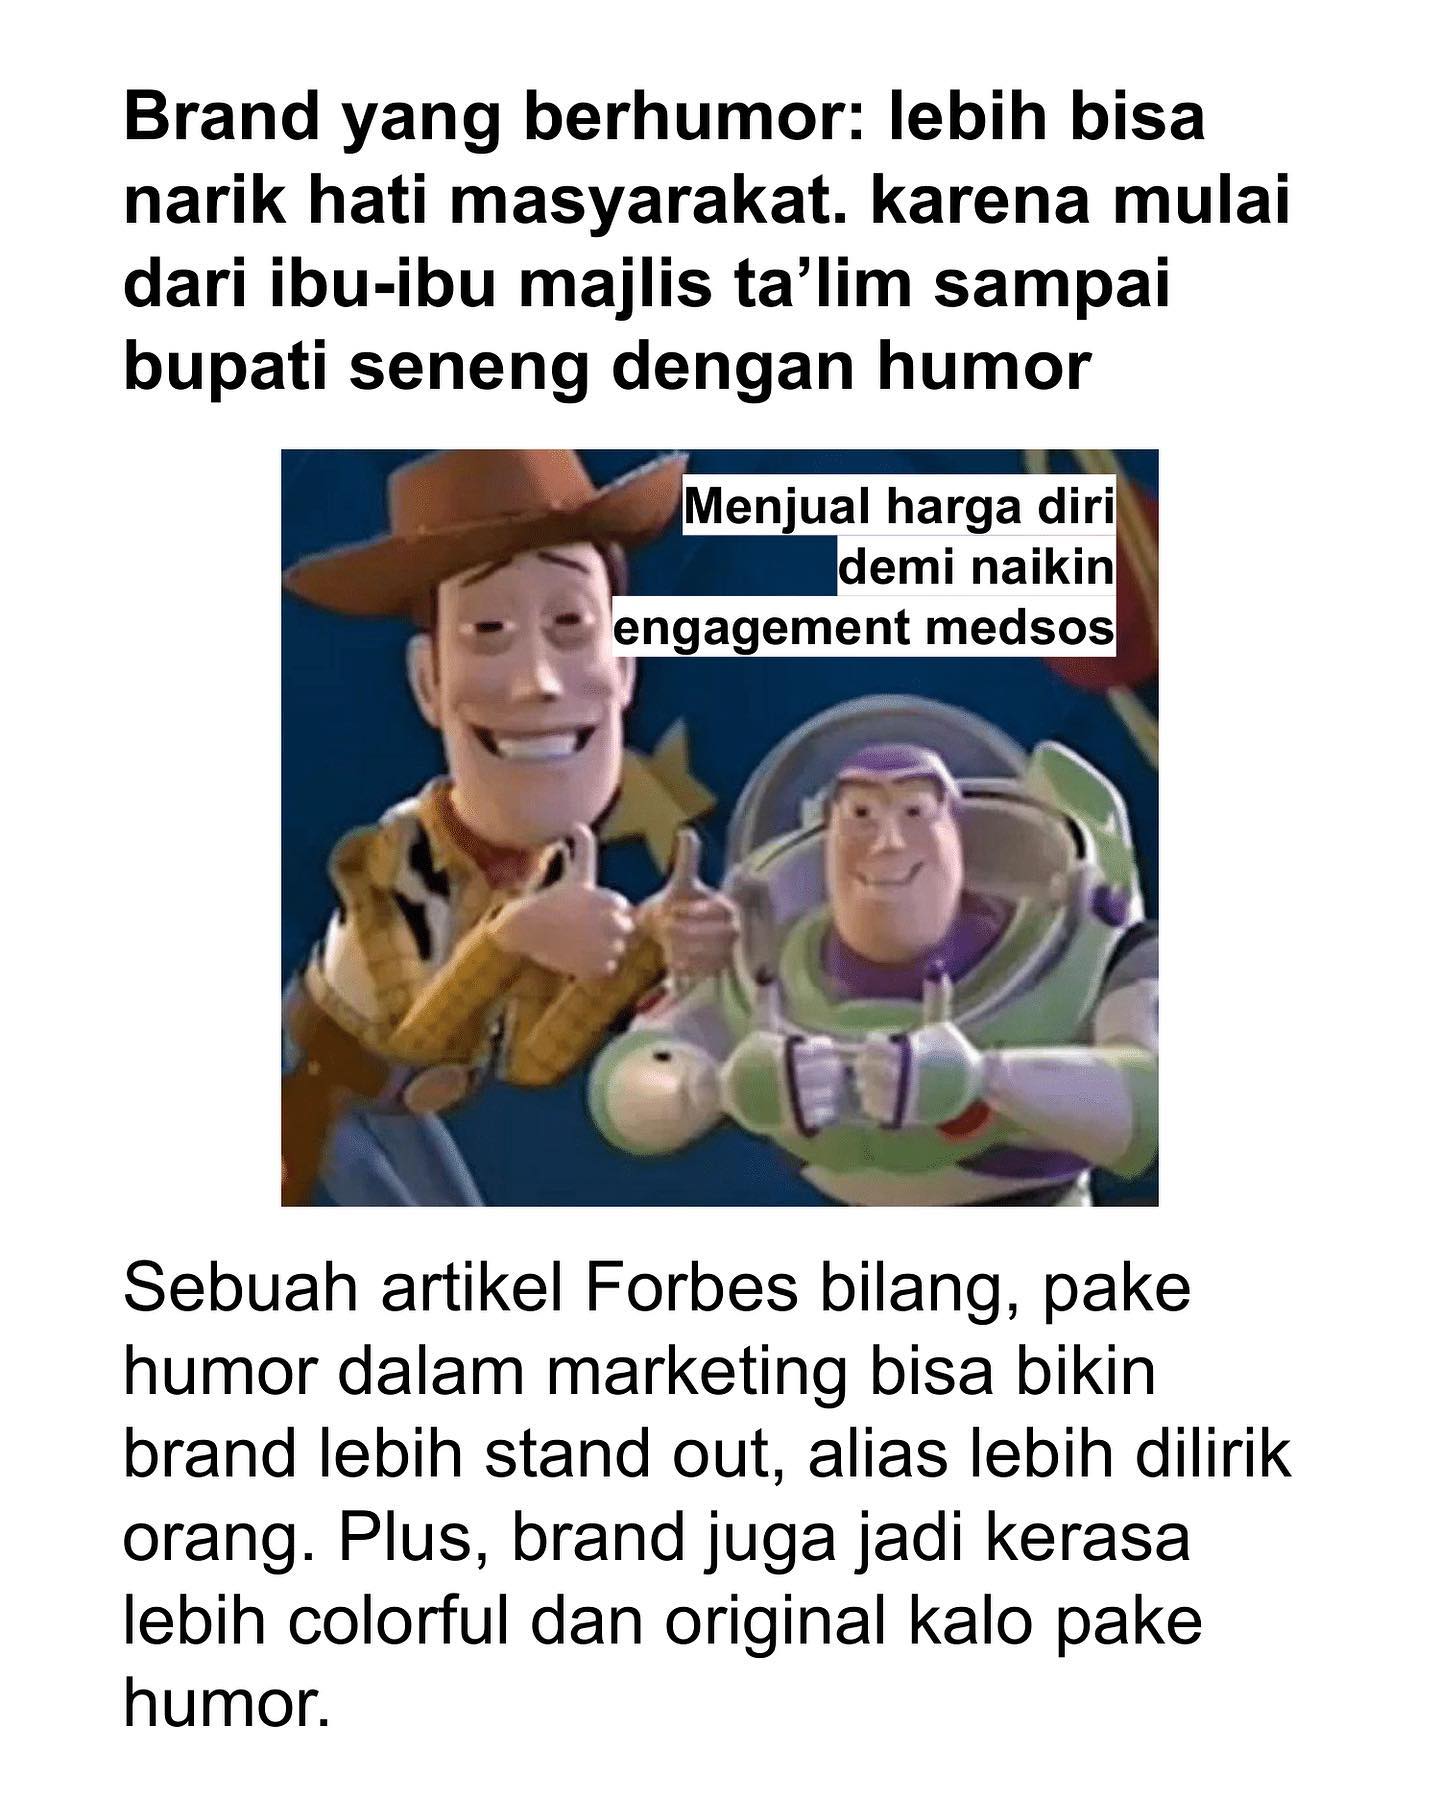 Brand yang berhumor: lebih bisa
narik hati masyarakat. karena mulai
dari ibu-ibu majlis ta’lim sampai
bupati seneng dengan humor
Menjual harga diri
demi naikin
engagement medsos
Sebuah artikel Forbes bilang, pake
humor dalam marketing bisa bikin
brand lebih stand out, alias lebih dilirik
orang. Plus, brand juga jadi kerasa
lebih colorful dan original kalo pake
humor.